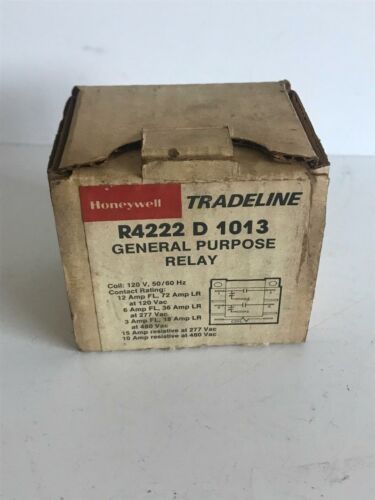 Honeywell TRADELINE
R4222 D 1013
GENERAL PURPOSE
RELAY
Coil: 120 V, 50/60 Hz
Contact Rating:
12 Amp FL, 72 Amp LR
at 120 Vac
6 Amp FL, 36 Amp LR
at 277 Vac
3 Amp FL, 18 Amp LR
at 480 Vac
15 Amp resistive at 277 Vac
10 Amp resistive at 480 Vac